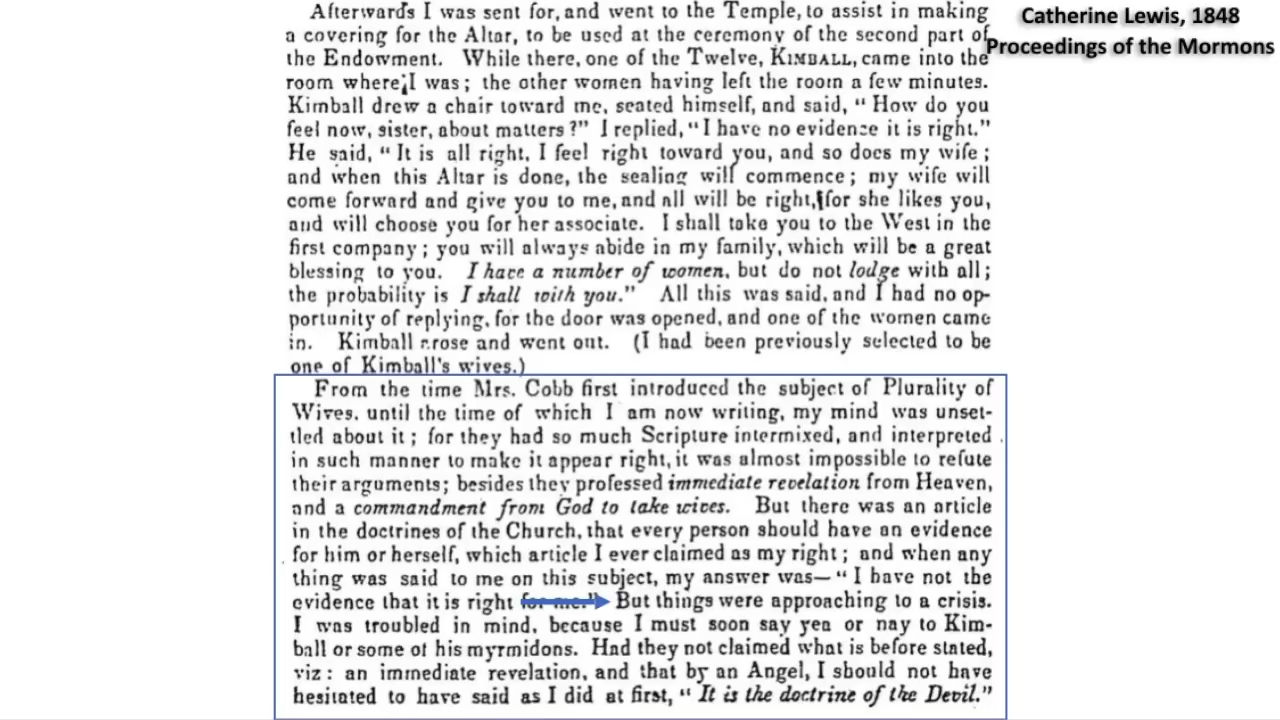 Catherine Lewis, 1848
Proceedings of the Mormons
Afterwards I was sent for, and went to the Temple, to assist in making
a covering for the Altar, to be used at the ceremony of the second part of
the Endowment. While there, one of the Twelve, KIMBALL, came into the
room where I was; the other women having left the room a few minutes.
Kimball drew a chair toward me, seated himself, and said, "How do you
feel now, sister, about matters?" I replied, "I have no evidence it is right."
He said, "It is all right, I feel right toward you, and so does my wife;
and when this Altar is done, the sealing will commence; my wife will
come forward and give you to me, and all will be right, for she likes you,
and will choose you for her associate. I shall take you to the West in the
first company; you will always abide in my family, which will be a great
blessing to you. I have a number of women, but do not lodge with all;
the probability is I shall with you." All this was said, and I had no op-
portunity of replying, for the door was opened, and one of the women came
in. Kimball arose and went out. (I had been previously selected to be
one of Kimball's wives.)
From the time Mrs. Cobb first introduced the subject of Plurality of
Wives, until the time of which I am now writing, my mind was unset-
tled about it; for they had so much Scripture intermixed, and interpreted
in such manner to make it appear right, it was almost impossible to refute
their arguments; besides they professed immediate revelation from Heaven,
and a commandment from God to take wives. But there was an article
in the doctrines of the Church, that every person should have an evidence
for him or herself, which article I ever claimed as my right; and when any
thing was said to me on this subject, my answer was—"I have not the
evidence that it is right for me." But things were approaching to a crisis.
I was troubled in mind, because I must soon say yea or nay to Kim-
ball or some of his myrmidons. Had they not claimed what is before stated,
viz: an immediate revelation, and that by an Angel, I should not have
hesitated to have said as I did at first, "It is the doctrine of the Devil."